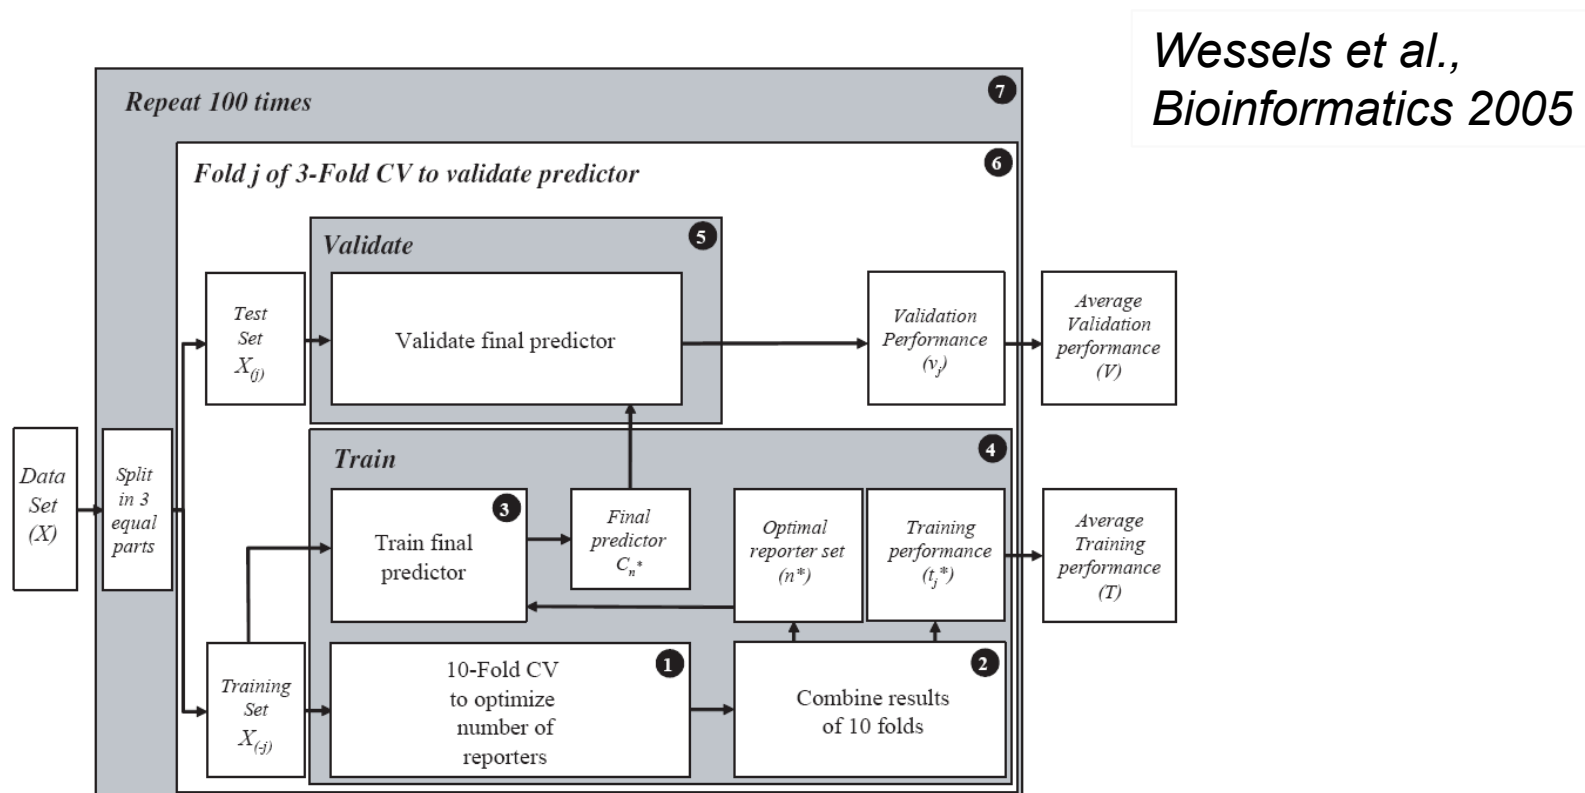 Wessels et al.,
Bioinformatics 2005
Repeat 100 times
7
Fold j of 3-Fold CV to validate predictor
6
Validate
5
Test
Set
X(j)
Validate final predictor
Validation
Performance
(vj)
Average
Validation
performance
(V)
Data
Set
(X)
Split
in 3
equal
parts
Train
4
3
Train final
predictor
Final
predictor
Cn*
Optimal
reporter set
(n*)
Training
performance
(tj*)
Average
Training
performance
(T)
Training
Set
X(-j)
1
10-Fold CV
to optimize
number of
reporters
2
Combine results
of 10 folds